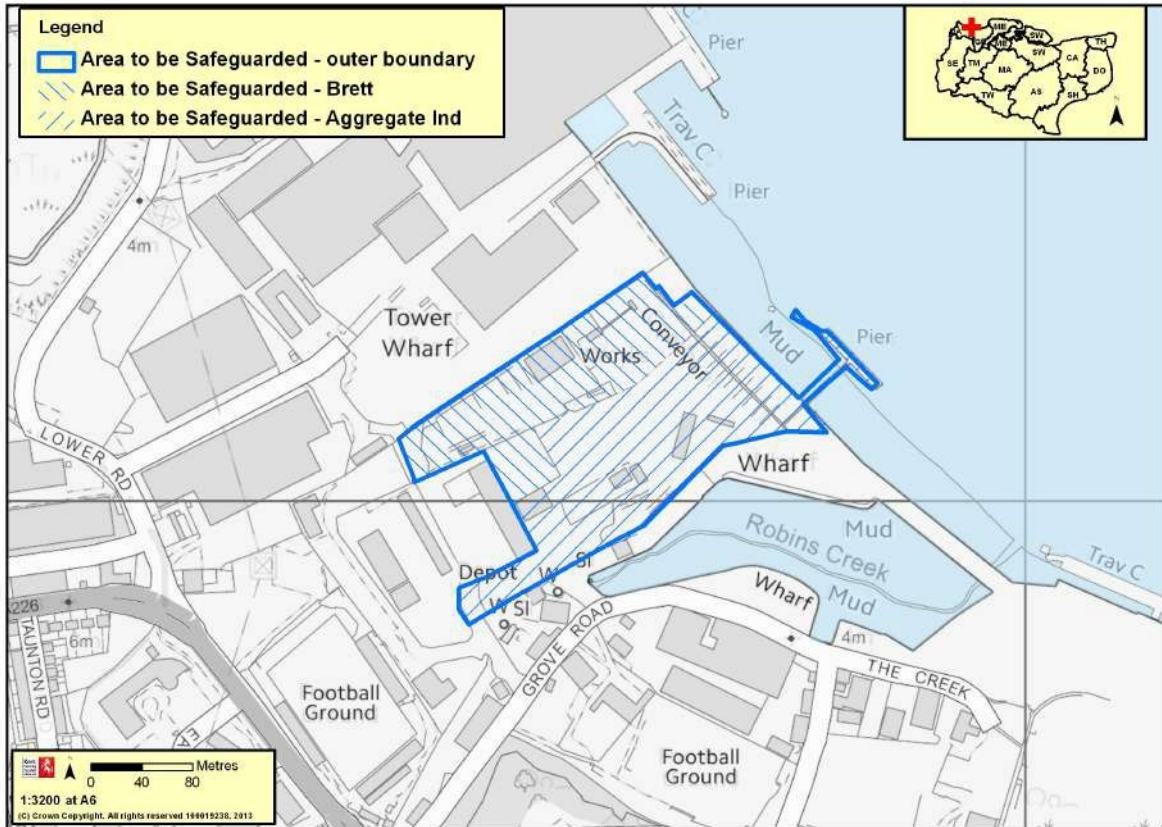 Legend
Area to be Safeguarded - outer boundary
Area to be Safeguarded - Brett
Area to be Safeguarded - Aggregate Ind
Pier
Trav C
Pier
4m
Tower
Wharf
Works
Conveyor
Mud
Pier
LOWER RD
Wharf
Mud
Robins Creek
Mud
Trav C
Depot
W
Sl
W Sl
Wharf
4m
226
6m
TAUNTON RD
GROVE ROAD
THE CREEK
Football
Ground
Football
Ground
SE
TM
MA
TW
AS
SH
CA
DO
TH
SW
SW
Metres
0 40 80
1:3200 at A6
(C) Crown Copyright. All rights reserved 100019238, 2013